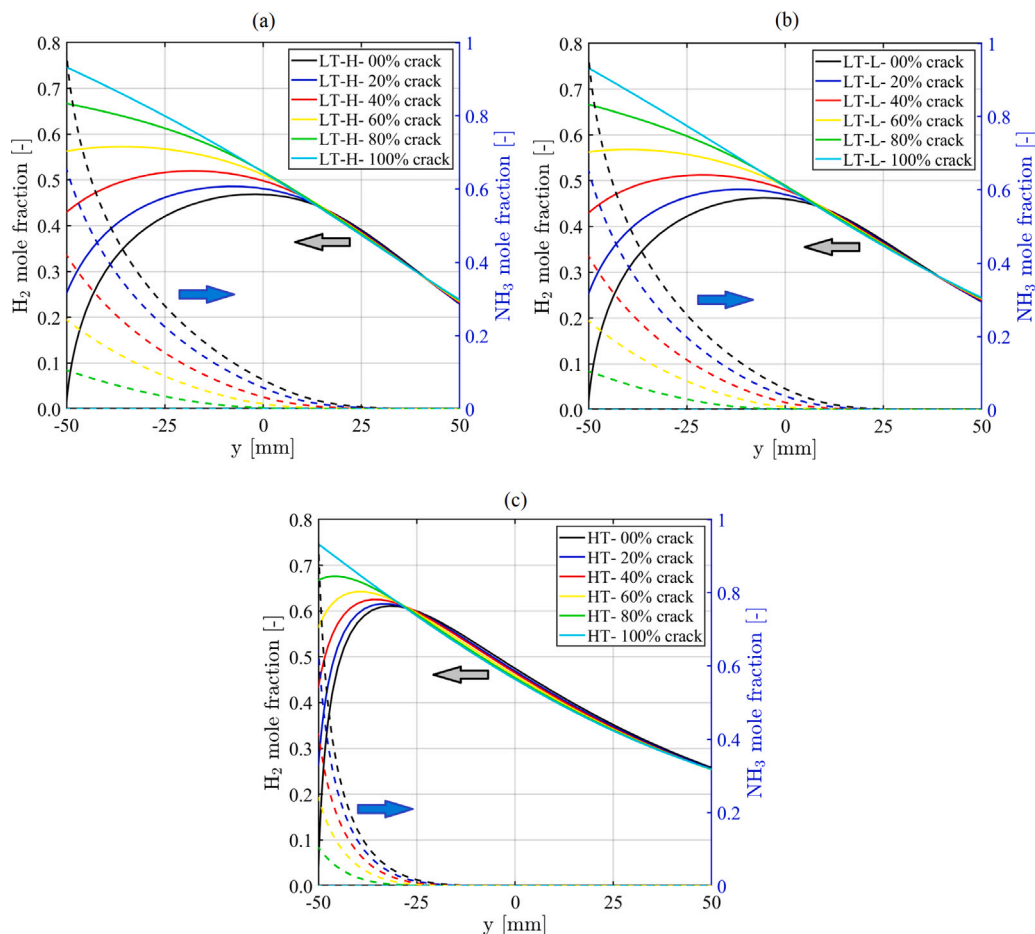 (a)
0.8
0.7
0.6
0.5
0.4
0.3
0.2
0.1
0.0
H2 mole fraction [-]
1
0.8
0.6
0.4
0.2
0
NH3 mole fraction [-]
LT-H- 00% crack
LT-H- 20% crack
LT-H- 40% crack
LT-H- 60% crack
LT-H- 80% crack
LT-H- 100% crack
-50 -25 0 25 50
y [mm]
(b)
0.8
0.7
0.6
0.5
0.4
0.3
0.2
0.1
0.0
H2 mole fraction [-]
1
0.8
0.6
0.4
0.2
0
NH3 mole fraction [-]
LT-L- 00% crack
LT-L- 20% crack
LT-L- 40% crack
LT-L- 60% crack
LT-L- 80% crack
LT-L- 100% crack
-50 -25 0 25 50
y [mm]
(c)
0.8
0.7
0.6
0.5
0.4
0.3
0.2
0.1
0.0
H2 mole fraction [-]
1
0.8
0.6
0.4
0.2
0
NH3 mole fraction [-]
HT- 00% crack
HT- 20% crack
HT- 40% crack
HT- 60% crack
HT- 80% crack
HT- 100% crack
-50 -25 0 25 50
y [mm]